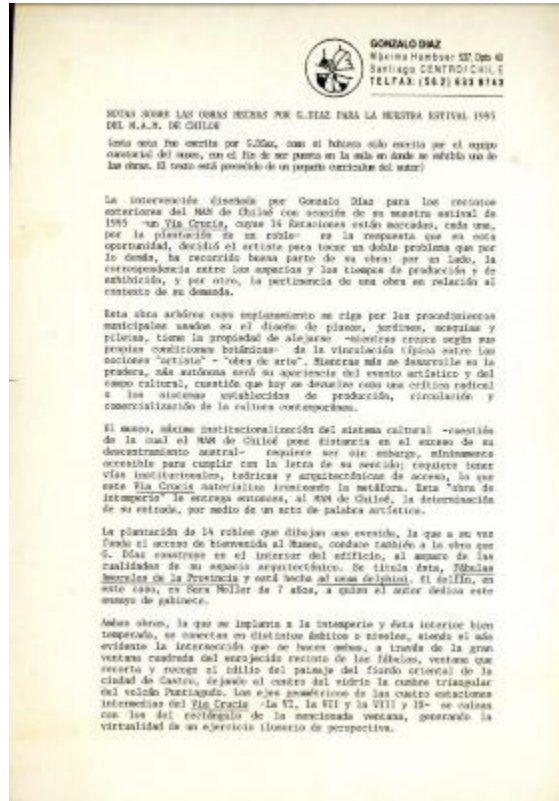 GONZALO DIAZ
Máxima Hambser 537, Dpto 40
Santiago CENTRO / CHILE
TELFAX: (56.2) 633 8743
NOTAS SOBRE LAS OBRAS HECHAS POR G.DIAZ PARA LA MUESTRA ESTIVAL 1995
DEL M.A.M. DE CHILOE
(esta nota fue escrita por G.Díaz, como si hubiera sido escrita por el equipo
curatorial del museo, con el fin de ser puesta en la sala en donde se exhibía una de
las obras. El texto está precedido de un pequeño curriculum del autor)
La intervención diseñada por Gonzalo Díaz para los recintos
exteriores del MAM de Chiloé con ocasión de su muestra estival de
1995 -un Vía Crucis, cuyas 14 Estaciones están marcadas, cada una,
por la plantación de un roble- es la respuesta que en esta
oportunidad, decidió el artista para tocar un doble problema que por
lo demás, ha recorrido buena parte de su obra: por un lado, la
correspondencia entre los espacios y los tiempos de producción y de
exhibición, y por otro, la pertinencia de una obra en relación al
contexto de su demanda.
Esta obra arbórea cuyo emplazamiento se rige por los procedimientos
municipales usados en el diseño de plazas, jardines, acequias y
piletas, tiene la propiedad de alejarse -mientras crezca según sus
propias condiciones botánicas- de la vinculación típica entre las
nociones "artista" - "obra de arte". Mientras más se desarrolle en la
pradera, más autónoma será su apariencia del evento artístico y del
campo cultural, cuestión que hoy se devuelve como una crítica radical
a los sistemas establecidos de producción, circulación y
comercialización de la cultura contemporánea.
El museo, máxima institucionalización del sistema cultural -cuestión
de la cual el MAM de Chiloé pone distancia en el exceso de su
descentramiento austral- requiere ser sin embargo, mínimamente
accesible para cumplir con la letra de su sentido; requiere tener
vías institucionales, teóricas y arquitectónicas de acceso, lo que
este Vía Crucis materializa ironizando la metáfora. Esta "obra de
intemperie" le entrega entonces, al MAM de Chiloé, la determinación
de su entrada, por medio de un acto de palabra artística.
La plantación de 14 robles que dibujan una avenida, la que a su vez
funda el acceso de bienvenida al Museo, conduce también a la obra que
G. Díaz construye en el interior del edificio, al amparo de las
cualidades de su espacio arquitectónico. Se titula ésta, Fábulas
Morales de la Provincia y está hecha ad usum delphini. El delfín, en
este caso, es Sara Moller de 7 años, a quien el autor dedica este
ensayo de gabinete.
Ambas obras, la que se implanta a la intemperie y ésta interior bien
temperada, se conectan en distintos ámbitos o niveles, siendo el más
evidente la intersección que se hacen ambas, a través de la gran
ventana cuadrada del enrojecido recinto de las fábulas, ventana que
recorta y recoge el idilio del paisaje del fiordo oriental de la
ciudad de Castro, dejando al centro del vidrio la cumbre triangular
del volcán Puntiagudo. Los ejes geométricos de las cuatro estaciones
intermedias del Vía Crucis -La VI, la VII y la VIII y IX- se calzan
con los del rectángulo de la mencionada ventana, generando la
virtualidad de un ejercicio ilusorio de perspectiva.